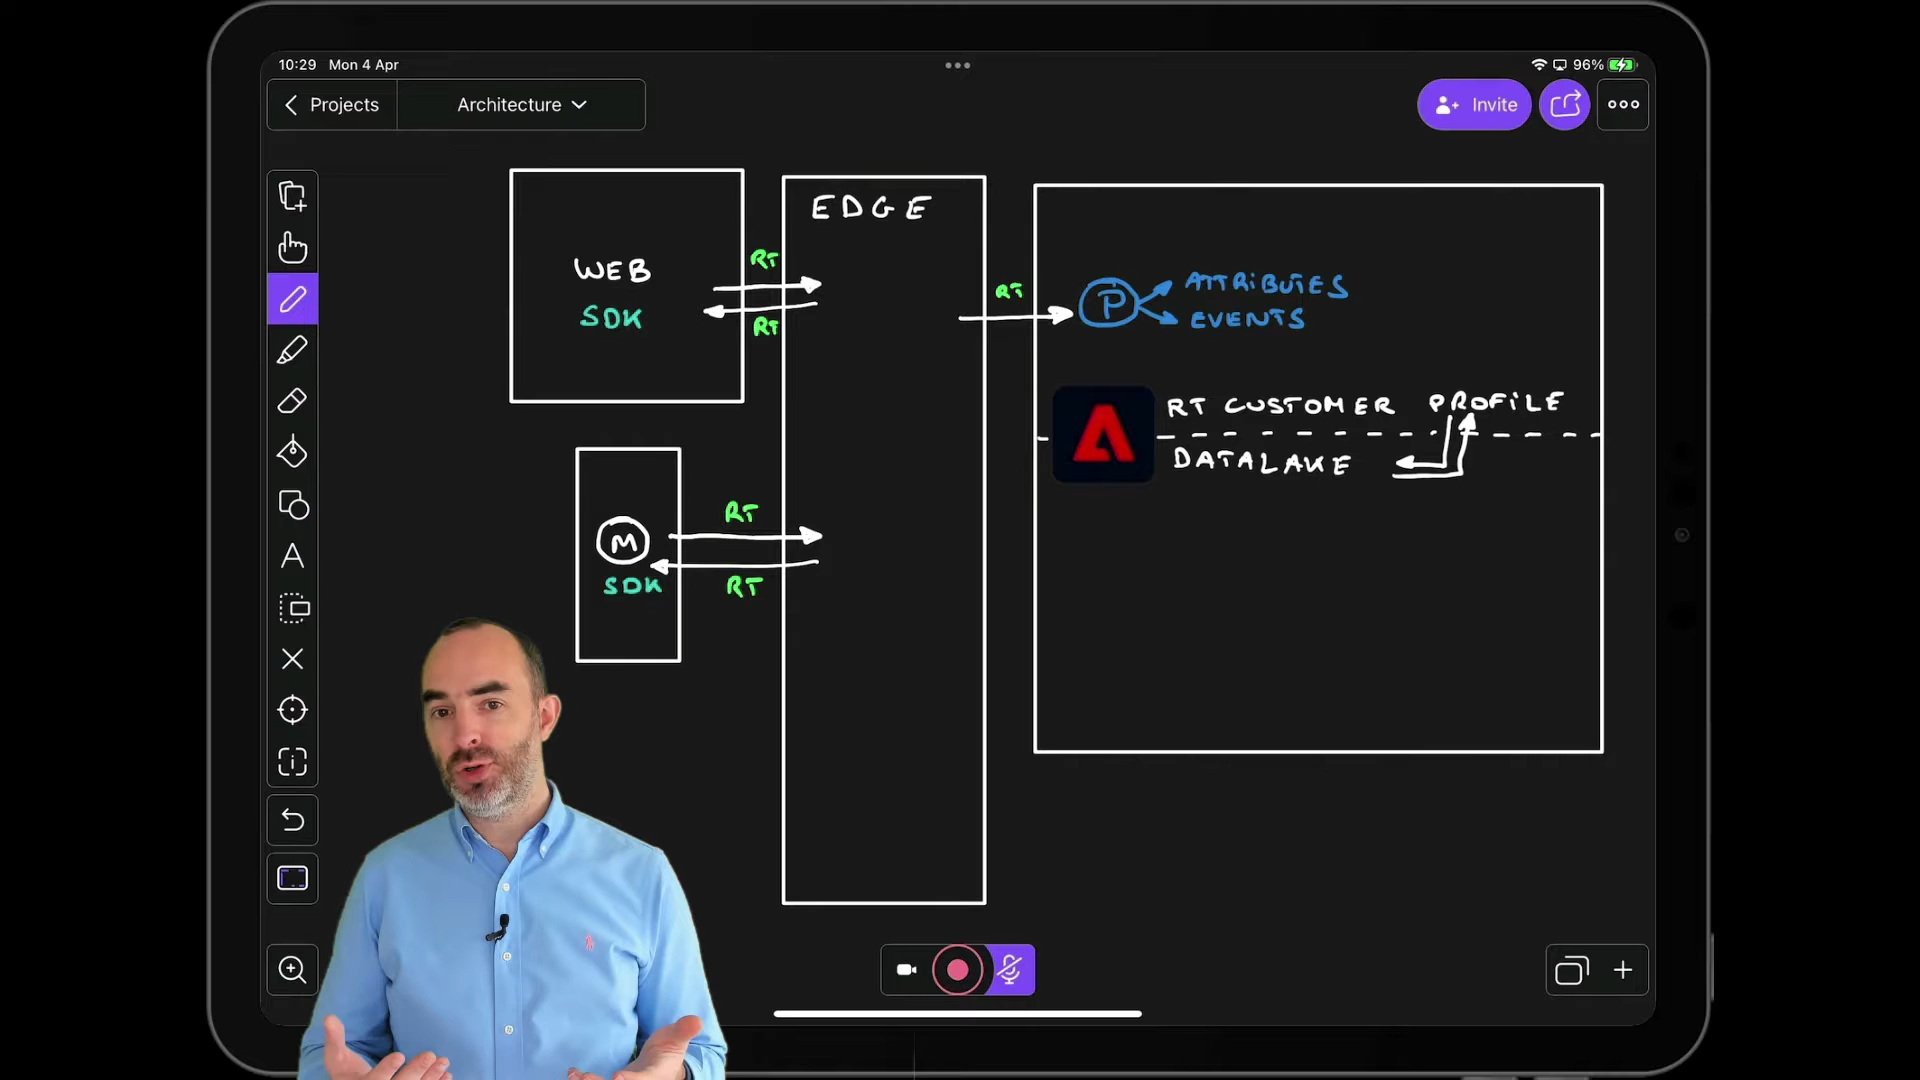 10:29 Mon 4 Apr
96%
Projects
Architecture
Invite
EDGE
WEB
SDK
RT
RT
RT
P
ATTRIBUTES
EVENTS
RT CUSTOMER PROFILE
DATALAKE
M
SDK
RT
RT
A